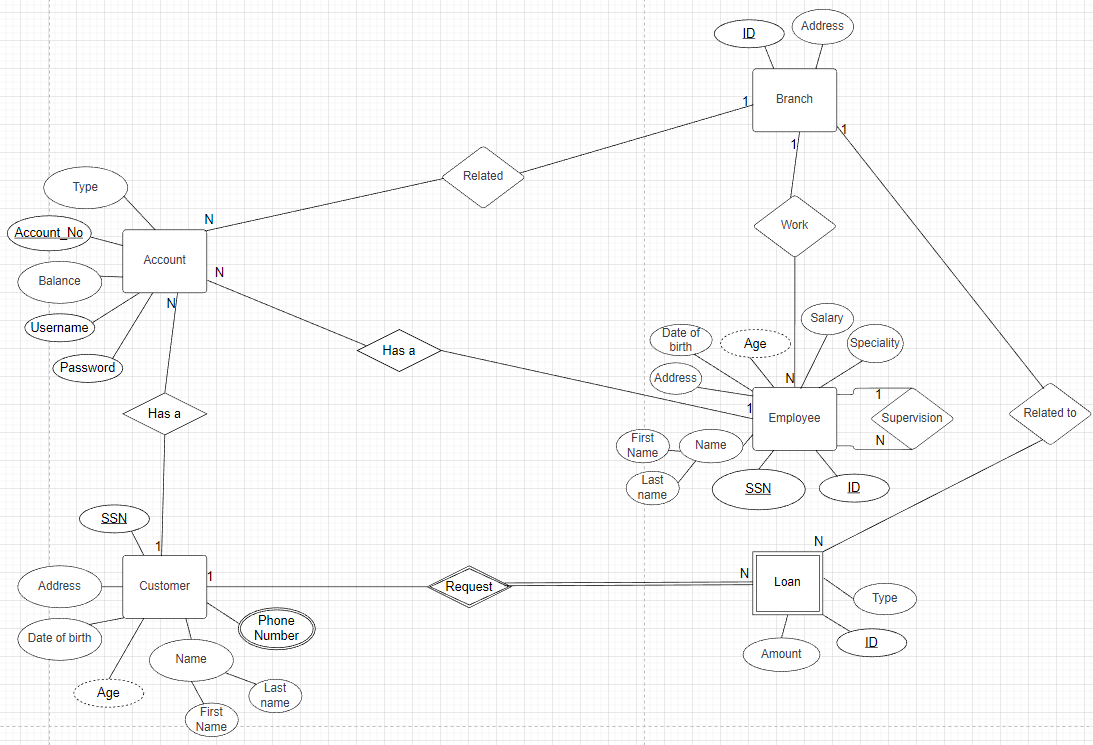 ID
Address
1
Branch
1
1
Related
Type
N
Work
Account_No
Account
N
Balance
N
Username
Salary
Date of
birth
Age
Speciality
Has a
Password
Address
N
1
1
Employee
Supervision
Related to
Has a
First
Name
Name
N
Last
name
SSN
ID
SSN
1
N
Address
Customer
1
Request
N
Loan
Type
Phone
Number
Date of birth
ID
Name
Amount
Age
Last
name
First
Name